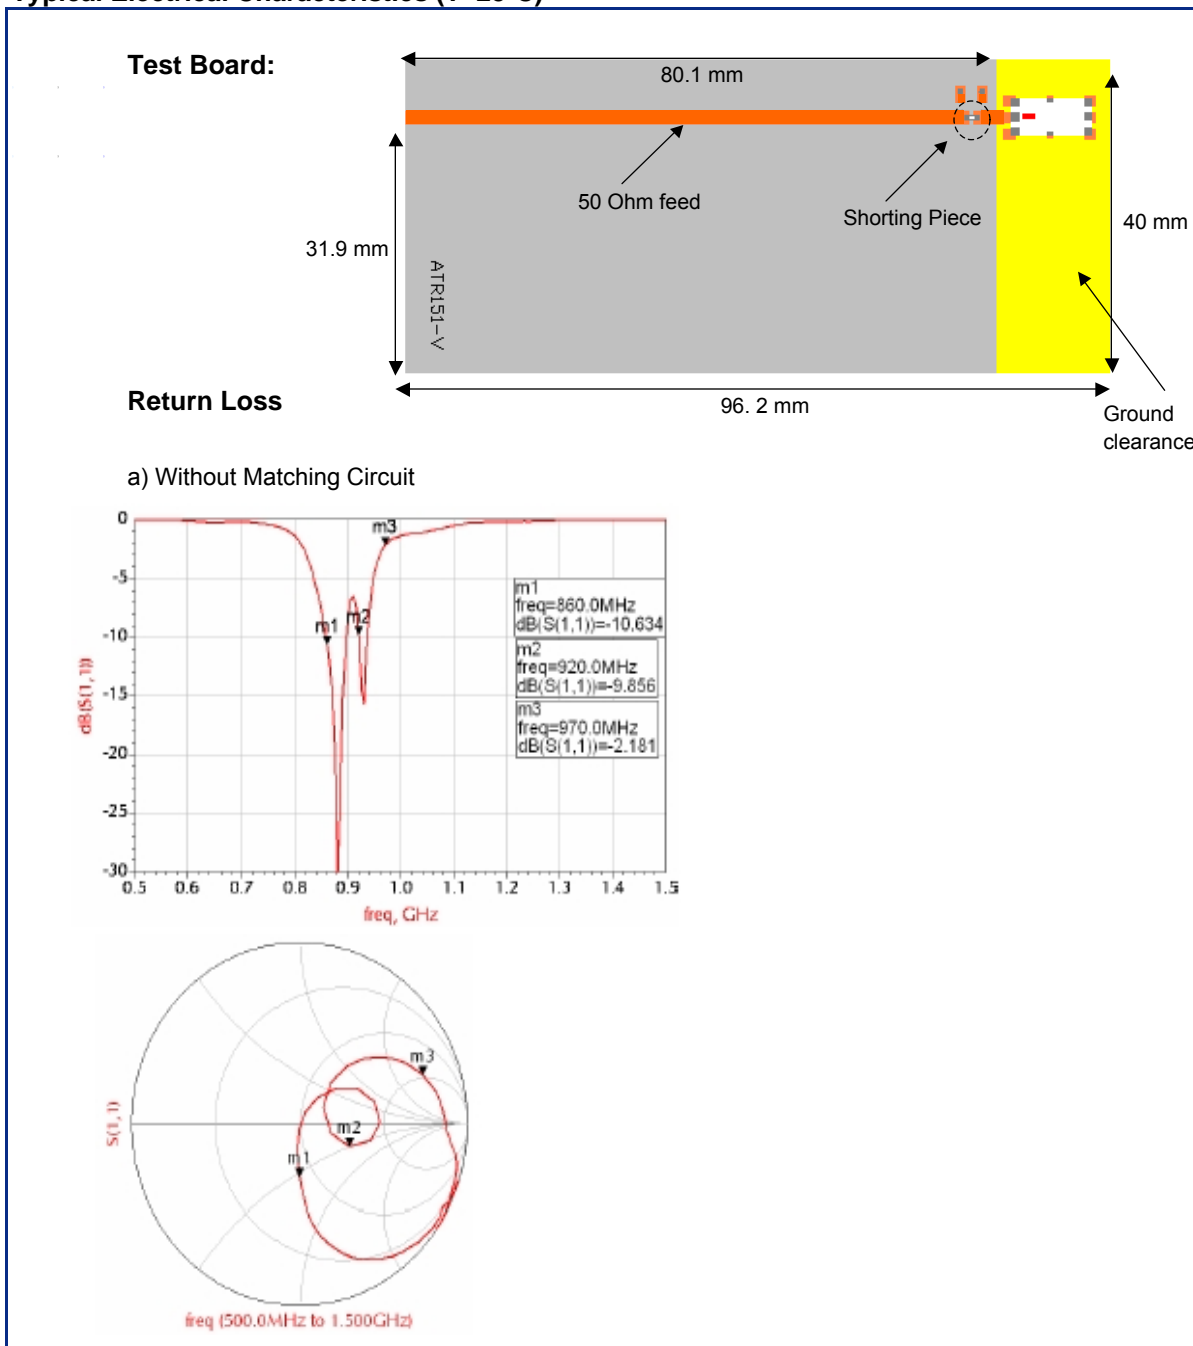 Typical Electrical Characteristics (T=25°C)
Test Board:
80.1 mm
50 Ohm feed
Shorting Piece
40 mm
31.9 mm
ATR151-V
96. 2 mm
Ground
clearance
Return Loss
a) Without Matching Circuit
0
-5
-10
-15
-20
-25
-30
dB(S(1,1))
m1
m2
m3
m1
freq=860.0MHz
dB(S(1,1))=-10.634
m2
freq=920.0MHz
dB(S(1,1))=-9.856
m3
freq=970.0MHz
dB(S(1,1))=-2.181
0.5 0.6 0.7 0.8 0.9 1.0 1.1 1.2 1.3 1.4 1.5
freq, GHz
S(1,1)
m3
m2
m1
freq (500.0MHz to 1.500GHz)